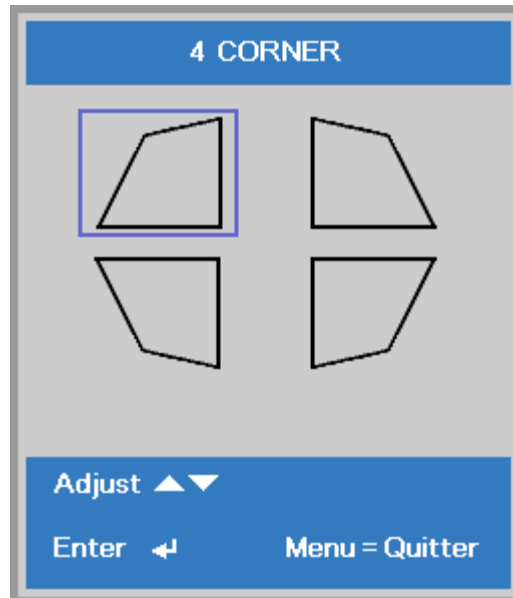 4 CORNER
Adjust ▲▼
Enter ↵
Menu = Quitter